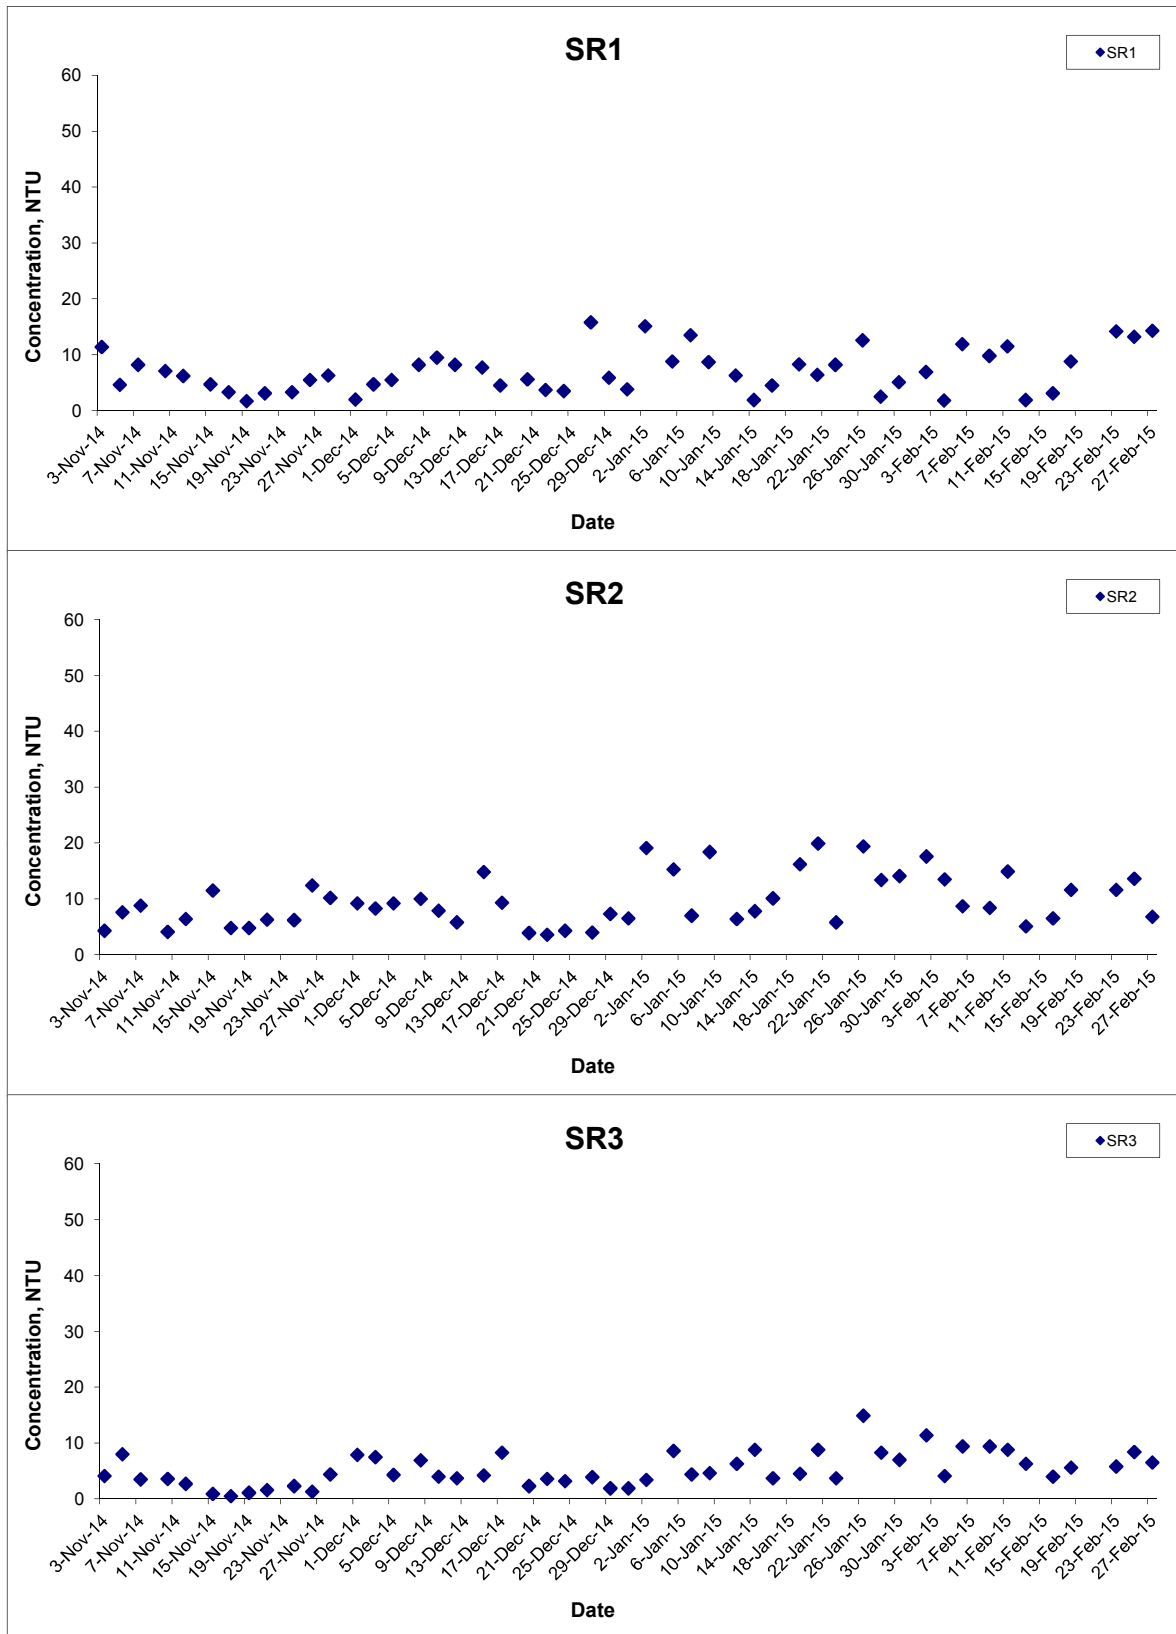 SR1
SR1
Concentration, NTU
60
50
40
30
20
10
0
3-Nov-14
7-Nov-14
11-Nov-14
15-Nov-14
19-Nov-14
23-Nov-14
27-Nov-14
1-Dec-14
5-Dec-14
9-Dec-14
13-Dec-14
17-Dec-14
21-Dec-14
25-Dec-14
29-Dec-14
2-Jan-15
6-Jan-15
10-Jan-15
14-Jan-15
18-Jan-15
22-Jan-15
26-Jan-15
30-Jan-15
3-Feb-15
7-Feb-15
11-Feb-15
15-Feb-15
19-Feb-15
23-Feb-15
27-Feb-15
Date
SR2
SR2
Concentration, NTU
60
50
40
30
20
10
0
3-Nov-14
7-Nov-14
11-Nov-14
15-Nov-14
19-Nov-14
23-Nov-14
27-Nov-14
1-Dec-14
5-Dec-14
9-Dec-14
13-Dec-14
17-Dec-14
21-Dec-14
25-Dec-14
29-Dec-14
2-Jan-15
6-Jan-15
10-Jan-15
14-Jan-15
18-Jan-15
22-Jan-15
26-Jan-15
30-Jan-15
3-Feb-15
7-Feb-15
11-Feb-15
15-Feb-15
19-Feb-15
23-Feb-15
27-Feb-15
Date
SR3
SR3
Concentration, NTU
60
50
40
30
20
10
0
3-Nov-14
7-Nov-14
11-Nov-14
15-Nov-14
19-Nov-14
23-Nov-14
27-Nov-14
1-Dec-14
5-Dec-14
9-Dec-14
13-Dec-14
17-Dec-14
21-Dec-14
25-Dec-14
29-Dec-14
2-Jan-15
6-Jan-15
10-Jan-15
14-Jan-15
18-Jan-15
22-Jan-15
26-Jan-15
30-Jan-15
3-Feb-15
7-Feb-15
11-Feb-15
15-Feb-15
19-Feb-15
23-Feb-15
27-Feb-15
Date